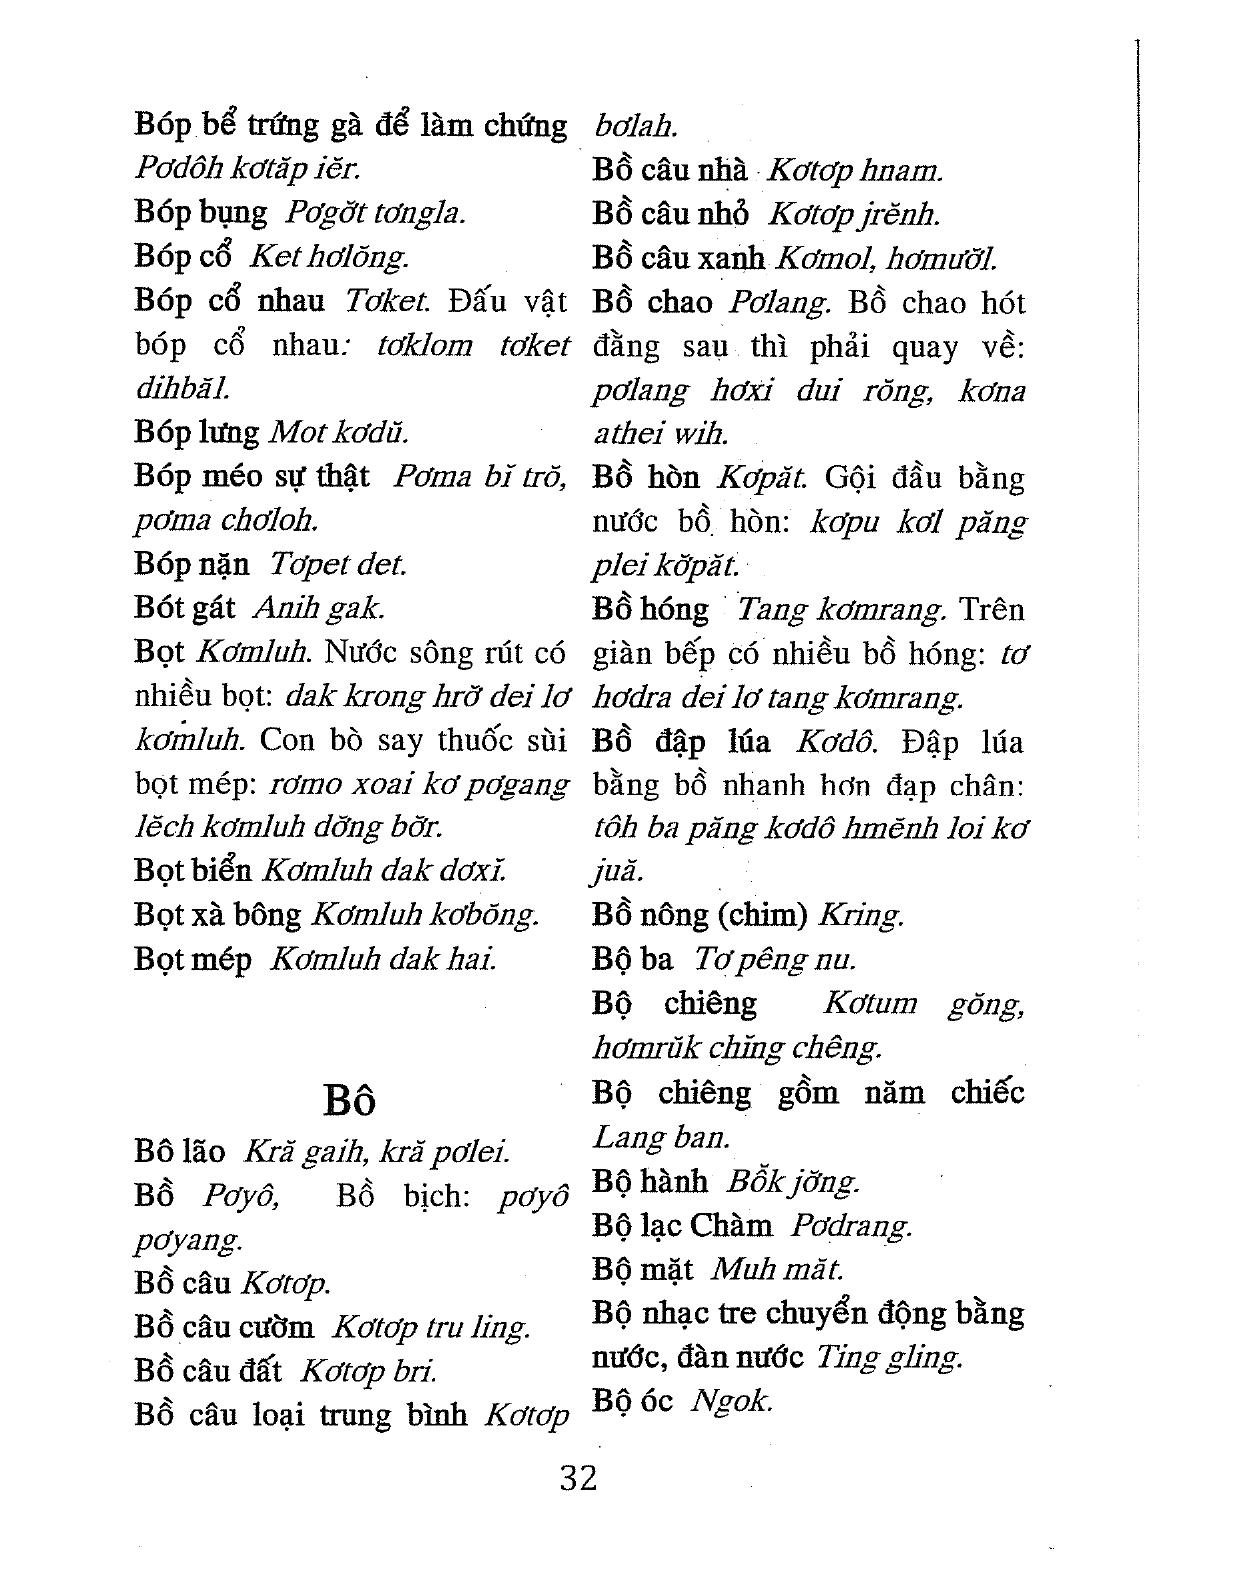 Bóp bể trứng gà để làm chứng
Pơdôh kơtăp iĕr.
Bóp bụng Pơgơ̆t tơngla.
Bóp cổ Ket hơlŏng.
Bóp cổ nhau Tơket. Đấu vật
bóp cổ nhau: tơklom tơket
dihbăl.
Bóp lưng Mot kơdŭ.
Bóp méo sự thật Pơma bĭ trŏ,
pơma chơloh.
Bóp nặn Tơpet det.
Bót gát Anih gak.
Bọt Kơmluh. Nước sông rút có
nhiều bọt: dak krong hrơ̆ dei lơ
kơmluh. Con bò say thuốc sùi
bọt mép: rơmo xoai kơ pơgang
lĕch kơmluh dơ̆ng bơ̆r.
Bọt biển Kơmluh dak dơxĭ.
Bọt xà bông Kơmluh kơbŏng.
Bọt mép Kơmluh dak hai.
Bô
Bô lão Kră gaih, kră pơlei.
Bồ Pơyô, Bồ bịch: pơyô
pơyang.
Bồ câu Kơtơp.
Bồ câu cườm Kơtơp tru ling.
Bồ câu đất Kơtơp bri.
Bồ câu loại trung bình Kơtơp
bơlah.
Bồ câu nhà Kơtơp hnam.
Bồ câu nhỏ Kơtơp jrĕnh.
Bồ câu xanh Kơmol, hơmươ̆l.
Bồ chao Pơlang. Bồ chao hót
đằng sau thì phải quay về:
pơlang hơxi dui rŏng, kơna
athei wih.
Bồ hòn Kơpăt. Gội đầu bằng
nước bồ hòn: kơpu kơl păng
plei kơ̆păt.
Bồ hóng Tang kơmrang. Trên
giàn bếp có nhiều bồ hóng: tơ
hơdra dei lơ tang kơmrang.
Bồ đập lúa Kơdô. Đập lúa
bằng bồ nhanh hơn đạp chân:
tôh ba păng kơdô hmĕnh loi kơ
juă.
Bồ nông (chim) Kring.
Bộ ba Tơ pêng nu.
Bộ chiêng Kơtum gŏng,
hơmrŭk chĭng chêng.
Bộ chiêng gồm năm chiếc
Lang ban.
Bộ hành Bô̆k jơ̆ng.
Bộ lạc Chàm Pơdrang.
Bộ mặt Muh măt.
Bộ nhạc tre chuyển động bằng
nước, đàn nước Ting gling.
Bộ óc Ngok.
32